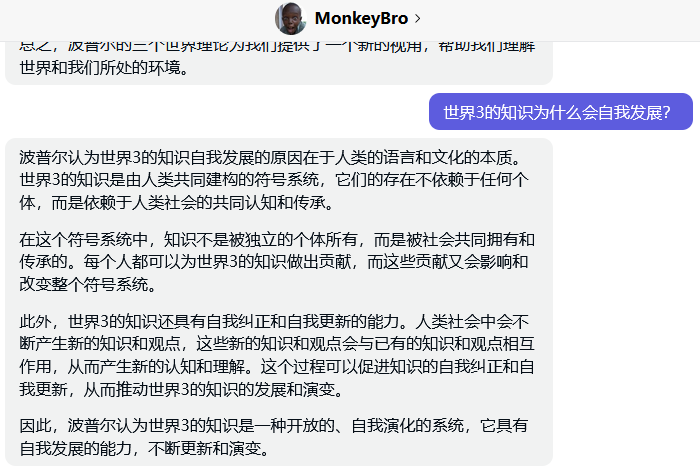 MonkeyBro
总之，波普尔的三个世界理论为我们提供了一个新的视角，帮助我们理解
世界和我们所处的环境。
世界3的知识为什么会自我发展？
波普尔认为世界3的知识自我发展的原因在于人类的语言和文化的本质。
世界3的知识是由人类共同建构的符号系统，它们的存在不依赖于任何个
体，而是依赖于人类社会的共同认知和传承。
在这个符号系统中，知识不是被独立的个体所有，而是被社会共同拥有和
传承的。每个人都可以为世界3的知识做出贡献，而这些贡献又会影响和
改变整个符号系统。
此外，世界3的知识还具有自我纠正和自我更新的能力。人类社会中会不
断产生新的知识和观点，这些新的知识和观点会与已有的知识和观点相互
作用，从而产生新的认知和理解。这个过程可以促进知识的自我纠正和自
我更新，从而推动世界3的知识的发展和演变。
因此，波普尔认为世界3的知识是一种开放的、自我演化的系统，它具有
自我发展的能力，不断更新和演变。